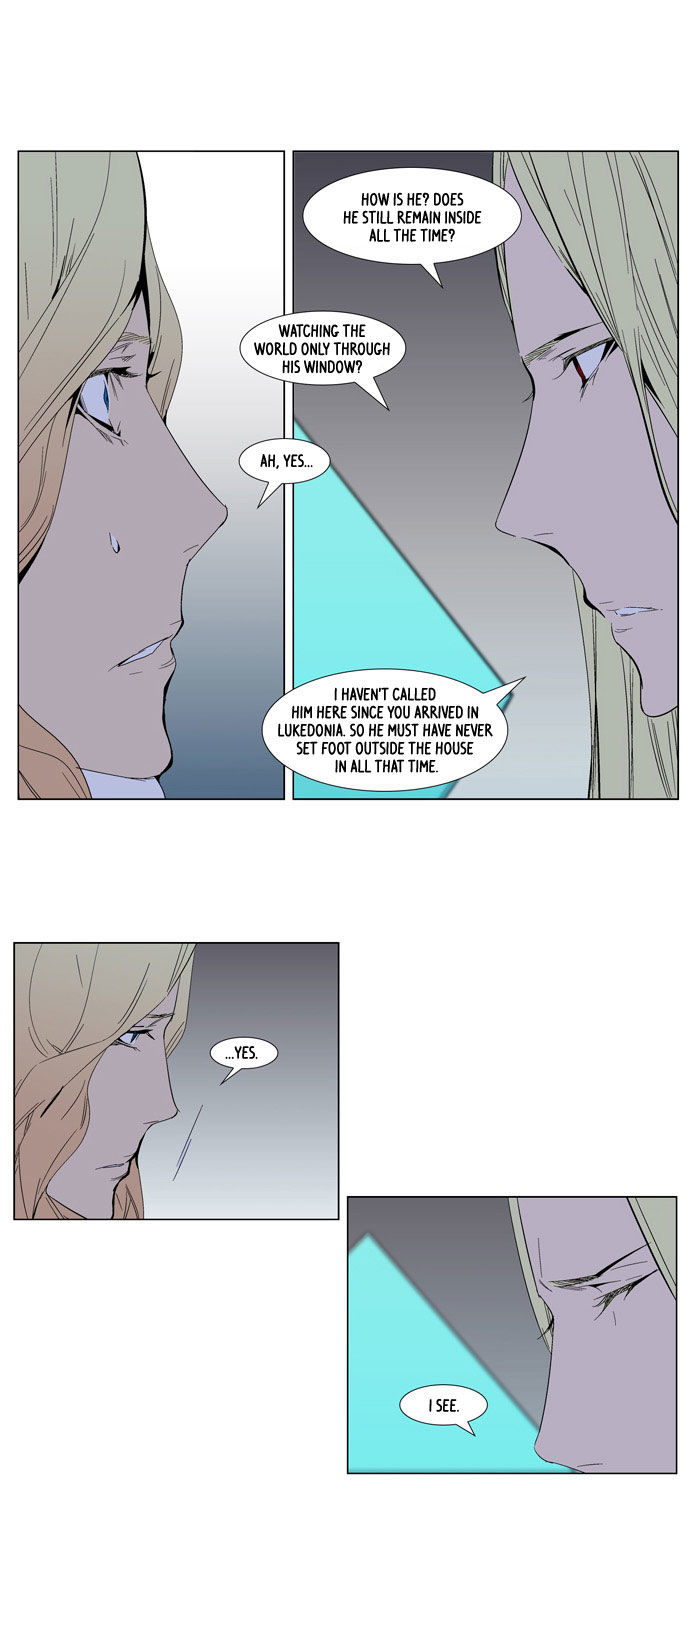 HOW IS HE? DOES
HE STILL REMAIN INSIDE
ALL THE TIME?
WATCHING THE
WORLD ONLY THROUGH
HIS WINDOW?
AH, YES...
I HAVEN'T CALLED
HIM HERE SINCE YOU ARRIVED IN
LUKEDONIA. SO HE MUST HAVE NEVER
SET FOOT OUTSIDE THE HOUSE
IN ALL THAT TIME.
...YES.
I SEE.